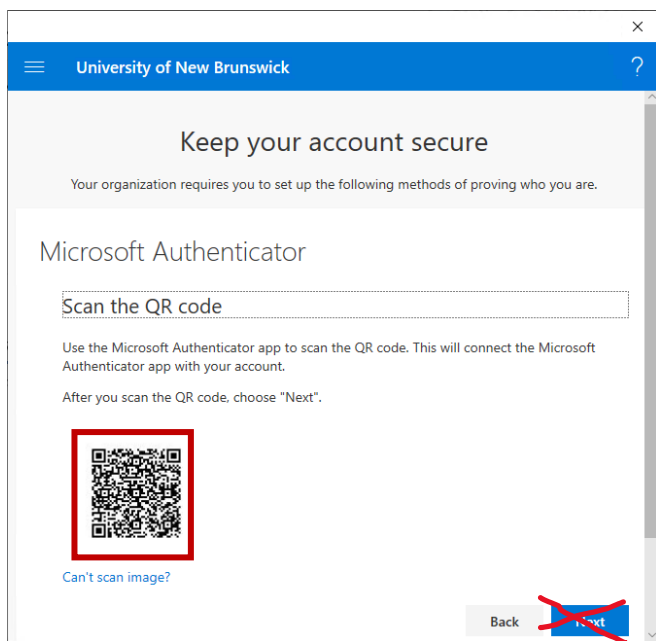 University of New Brunswick
?
Keep your account secure
Your organization requires you to set up the following methods of proving who you are.
Microsoft Authenticator
Scan the QR code
Use the Microsoft Authenticator app to scan the QR code. This will connect the Microsoft
Authenticator app with your account.
After you scan the QR code, choose "Next".
Can't scan image?
Back Next